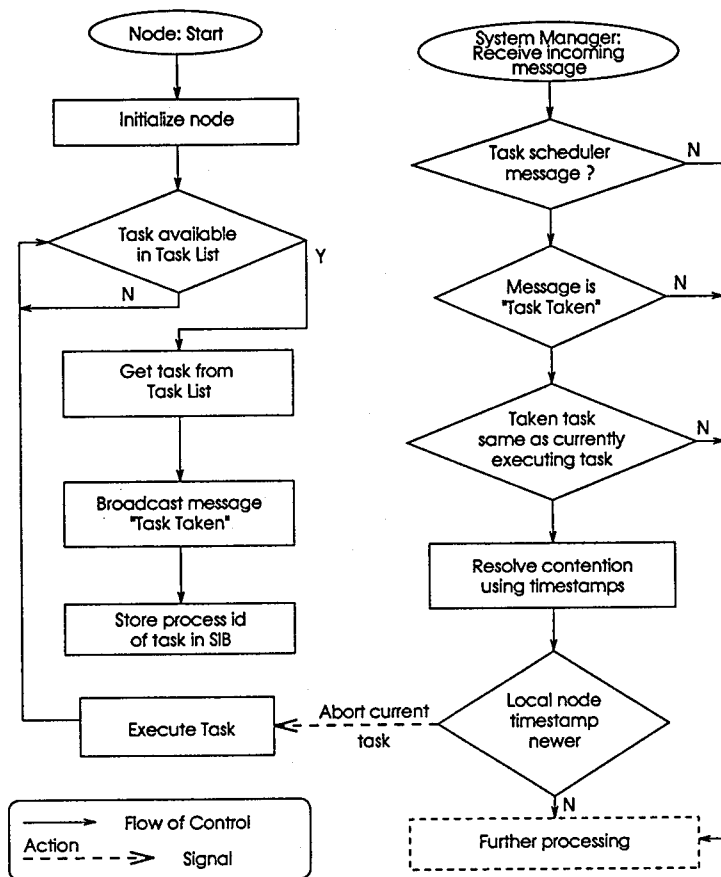 Node: Start
Initialize node
Task available
in Task List
Y
N
Get task from
Task List
Broadcast message
"Task Taken"
Store process id
of task in SIB
Execute Task
System Manager:
Receive incoming
message
Task scheduler
message ?
N
Message is
"Task Taken"
N
Taken task
same as currently
executing task
N
Resolve contention
using timestamps
Local node
timestamp
newer
Abort current
task
N
Further processing
Flow of Control
Action
Signal